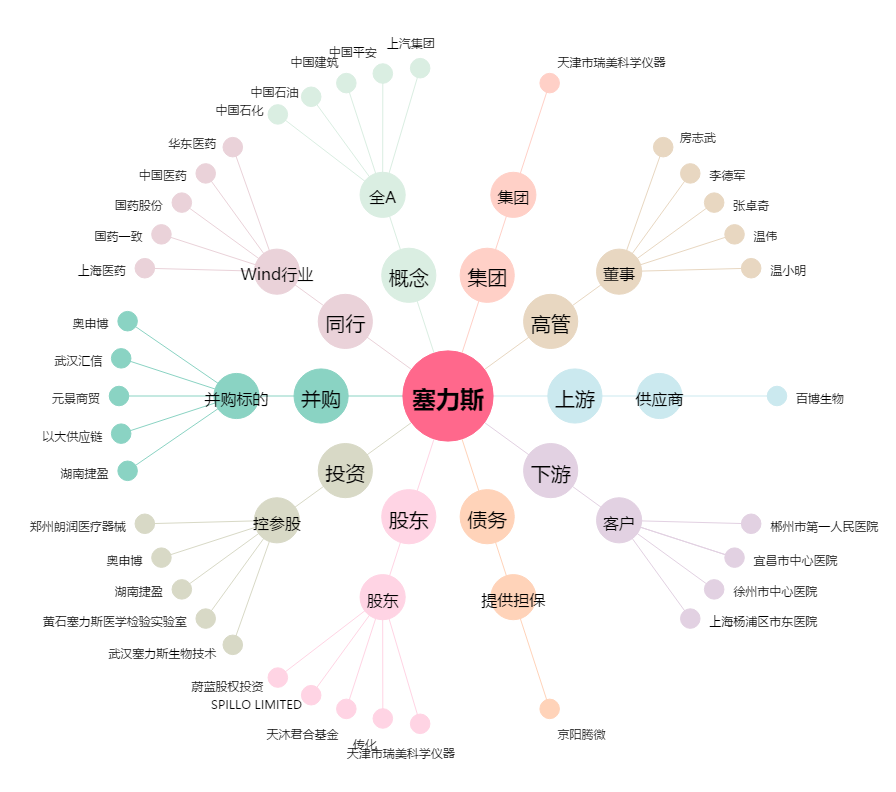 上汽集团
中国平安
中国建筑
中国石油
中国石化
全A
概念
天津市瑞美科学仪器
集团
集团
房志武
李德军
张卓奇
温伟
温小明
董事
高管
华东医药
中国医药
国药股份
国药一致
上海医药
Wind行业
同行
奥申博
武汉汇信
元景商贸
以大供应链
湖南捷盈
并购标的
并购
塞力斯
上游
供应商
百博生物
投资
控参股
郑州朗润医疗器械
奥申博
湖南捷盈
黄石塞力斯医学检验实验室
武汉塞力斯生物技术
下游
客户
郴州市第一人民医院
宜昌市中心医院
徐州市中心医院
上海杨浦区市东医院
股东
股东
蔚蓝股权投资
SPILLO LIMITED
天沐君合基金
传化
天津市瑞美科学仪器
债务
提供担保
京阳腾微